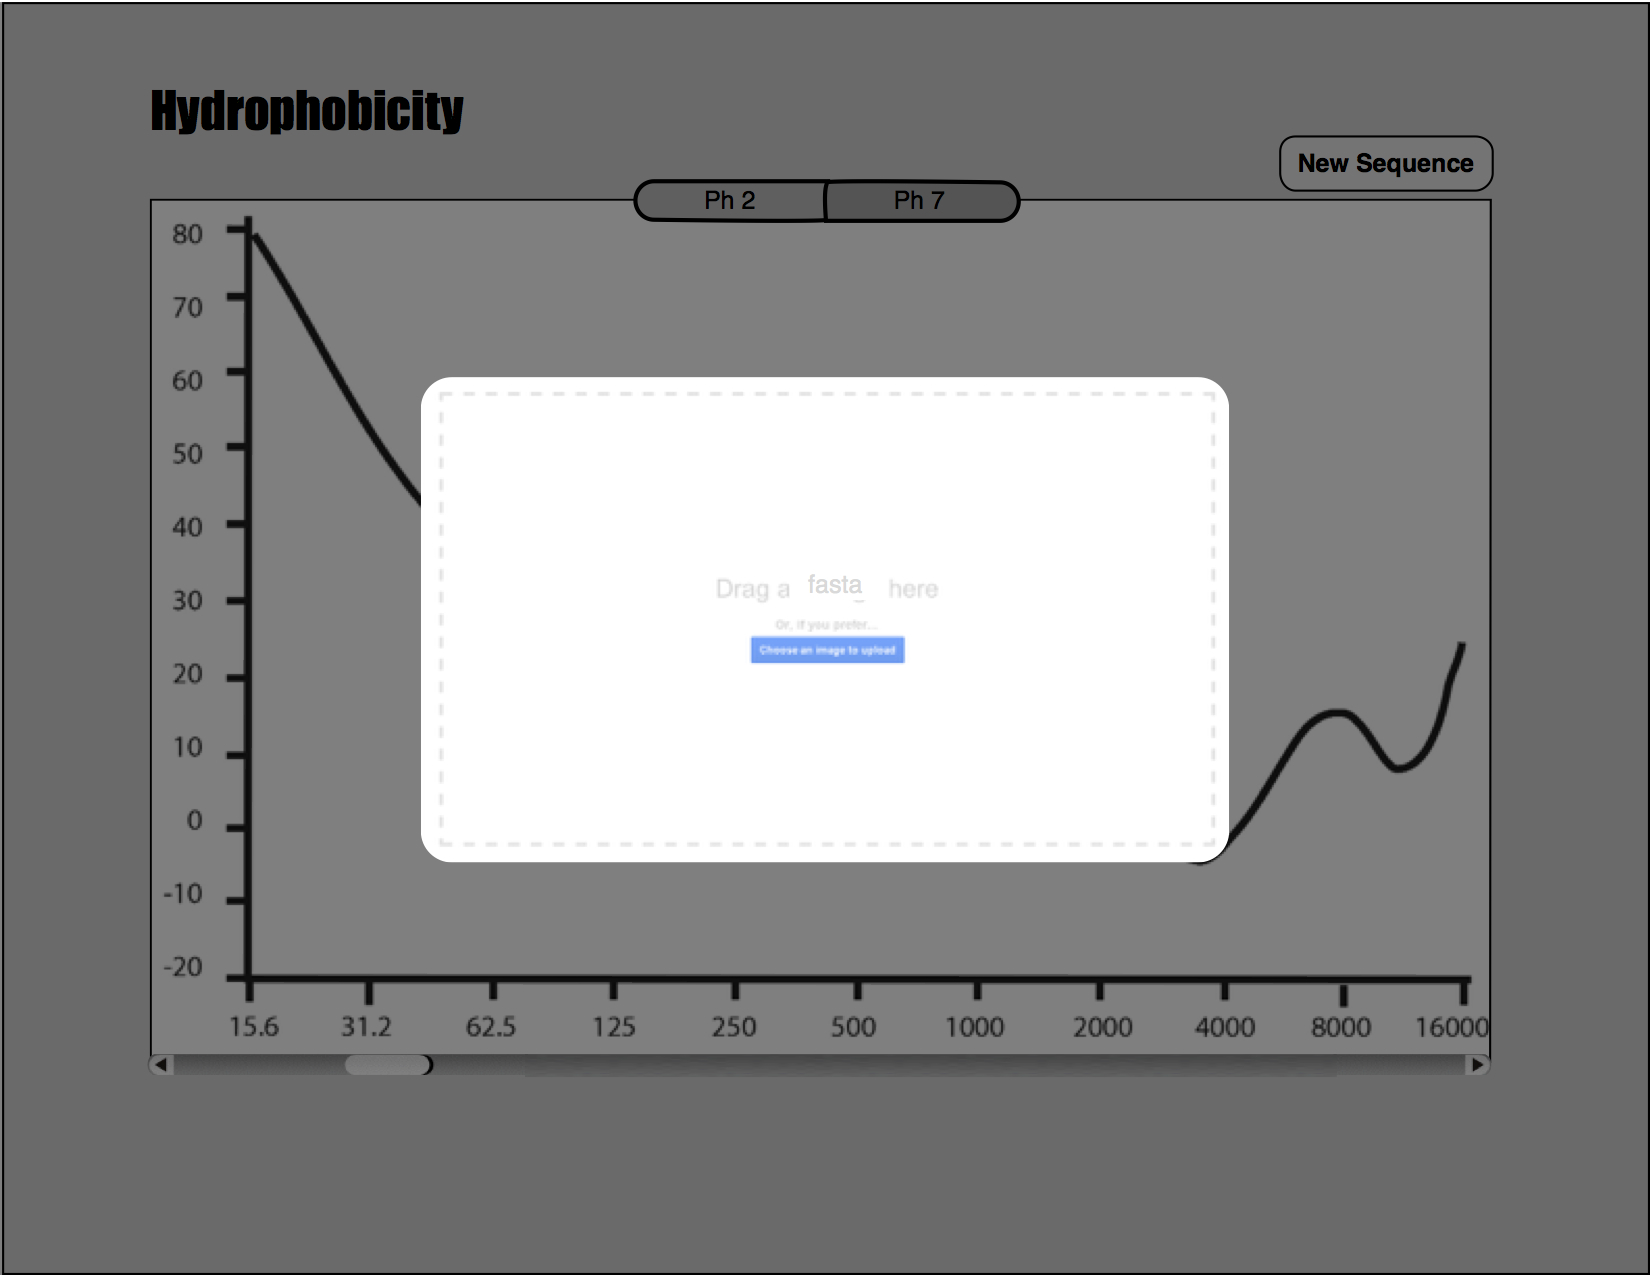 Hydrophobicity
New Sequence
Ph 2
Ph 7
80
70
60
50
40
30
20
10
0
-10
-20
Drag a fasta here
Or, if you prefer...
Choose an image to upload
15.6 31.2 62.5 125 250 500 1000 2000 4000 8000 16000